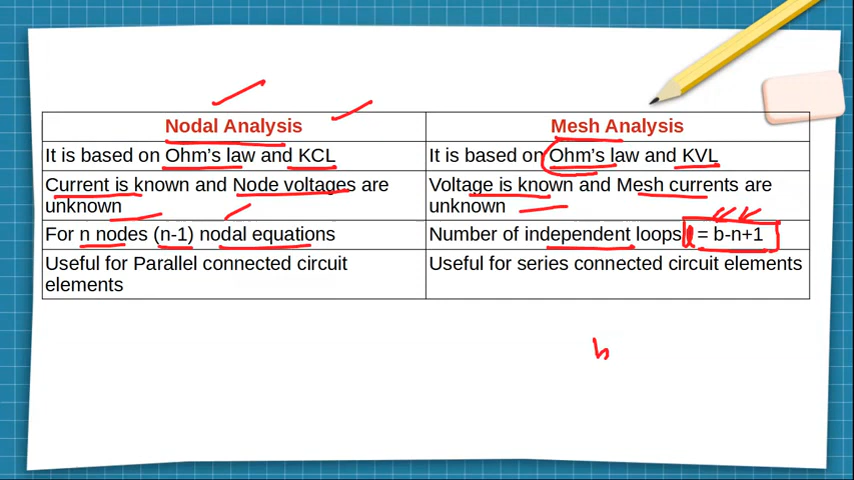 Nodal Analysis
Mesh Analysis
It is based on Ohm's law and KCL
It is based on Ohm's law and KVL
Current is known and Node voltages are
unknown
Voltage is known and Mesh currents are
unknown
For n nodes (n-1) nodal equations
Number of independent loops l = b-n+1
Useful for Parallel connected circuit
elements
Useful for series connected circuit elements
b